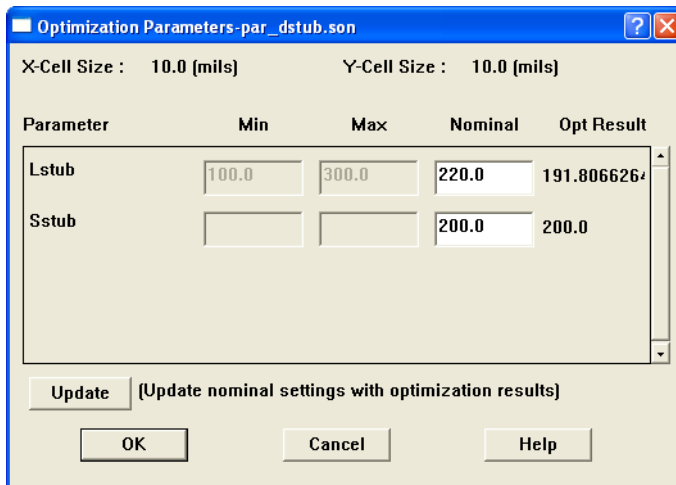 Optimization Parameters-par_dstub.son
X-Cell Size : 10.0 (mils) Y-Cell Size : 10.0 (mils)
Parameter Min Max Nominal Opt Result
Lstub 100.0 300.0 220.0 191.8066264
Sstub 200.0 200.0
Update (Update nominal settings with optimization results)
OK Cancel Help